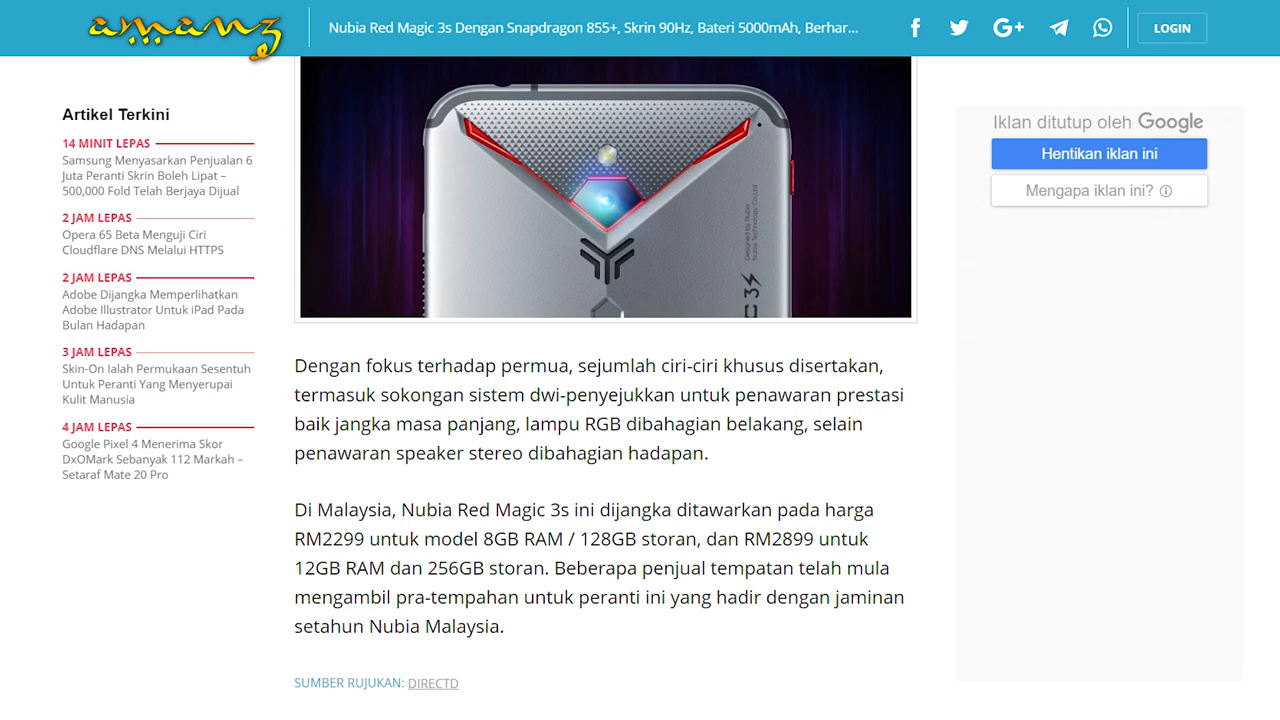 amanz
Nubia Red Magic 3s Dengan Snapdragon 855+, Skrin 90Hz, Bateri 5000mAh, Berhar...
LOGIN
Artikel Terkini
14 MINIT LEPAS
Samsung Menyasarkan Penjualan 6
Juta Peranti Skrin Boleh Lipat –
500,000 Fold Telah Berjaya Dijual
2 JAM LEPAS
Opera 65 Beta Menguji Ciri
Cloudflare DNS Melalui HTTPS
2 JAM LEPAS
Adobe Dijangka Memperlihatkan
Adobe Illustrator Untuk iPad Pada
Bulan Hadapan
3 JAM LEPAS
Skin-On Ialah Permukaan Sesentuh
Untuk Peranti Yang Menyerupai
Kulit Manusia
4 JAM LEPAS
Google Pixel 4 Menerima Skor
DxOMark Sebanyak 112 Markah –
Setaraf Mate 20 Pro
Designed by Nubia
Nubia Technology Co.,Ltd
3S
Dengan fokus terhadap permua, sejumlah ciri-ciri khusus disertakan,
termasuk sokongan sistem dwi-penyejukkan untuk penawaran prestasi
baik jangka masa panjang, lampu RGB dibahagian belakang, selain
penawaran speaker stereo dibahagian hadapan.
Di Malaysia, Nubia Red Magic 3s ini dijangka ditawarkan pada harga
RM2299 untuk model 8GB RAM / 128GB storan, dan RM2899 untuk
12GB RAM dan 256GB storan. Beberapa penjual tempatan telah mula
mengambil pra-tempahan untuk peranti ini yang hadir dengan jaminan
setahun Nubia Malaysia.
SUMBER RUJUKAN: DIRECTD
Iklan ditutup oleh Google
Hentikan iklan ini
Mengapa iklan ini?